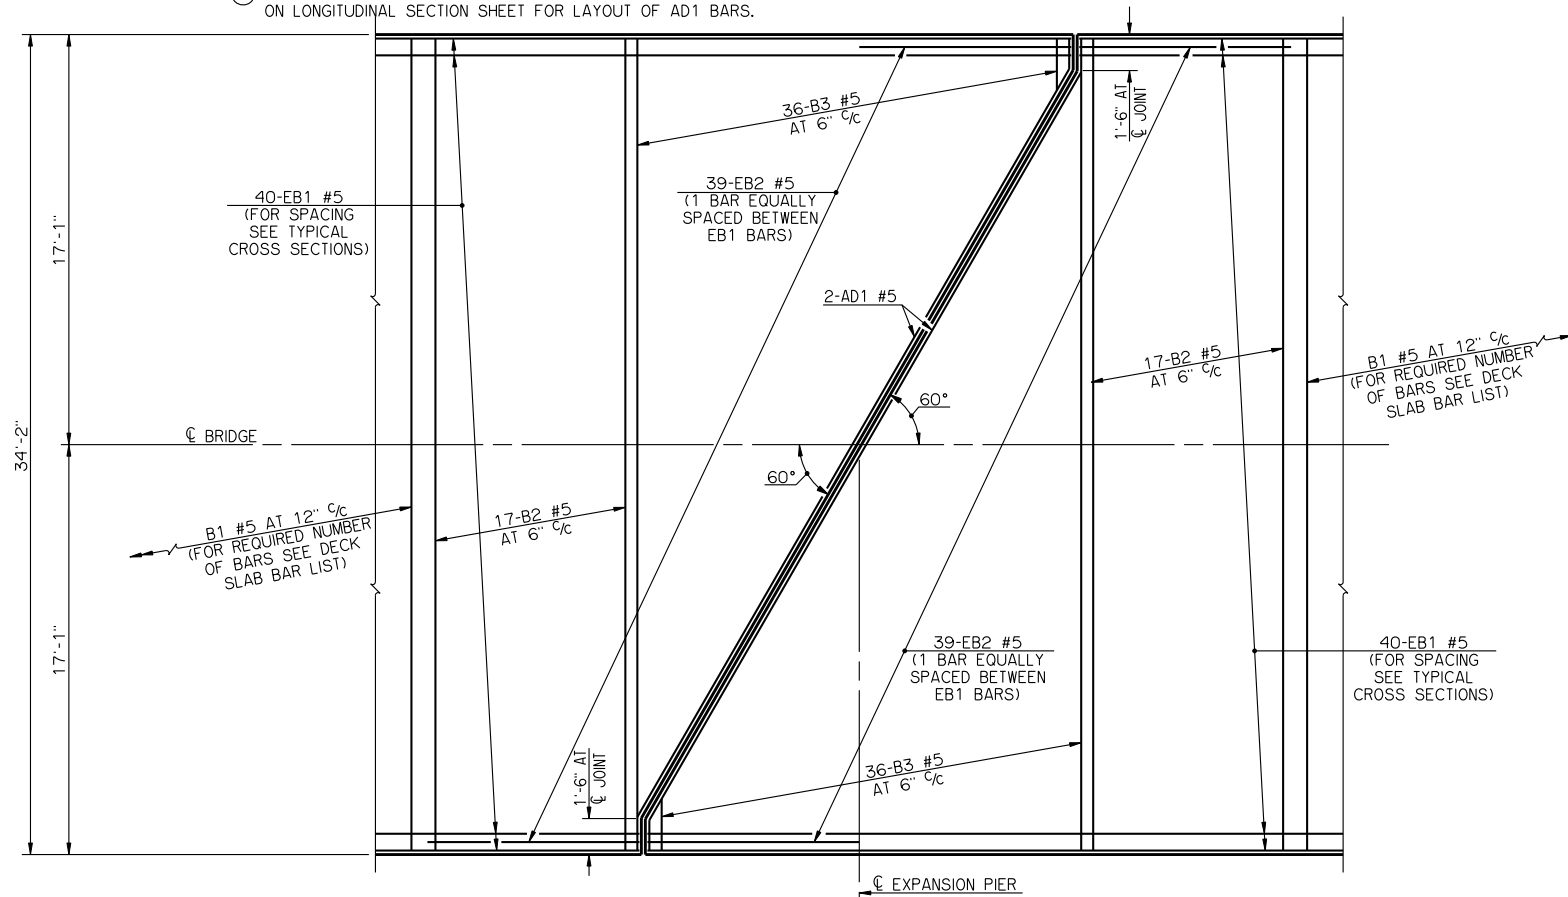 ON LONGITUDINAL SECTION SHEET FOR LAYOUT OF AD1 BARS.
36-B3 #5
AT 6" C/C
1'-6" AT
℄ JOINT
40-EB1 #5
(FOR SPACING
SEE TYPICAL
CROSS SECTIONS)
39-EB2 #5
(1 BAR EQUALLY
SPACED BETWEEN
EB1 BARS)
17'-1"
2-AD1 #5
17-B2 #5
AT 6" C/C
B1 #5 AT 12" C/C
(FOR REQUIRED NUMBER
OF BARS SEE DECK
SLAB BAR LIST)
60°
34'-2"
℄ BRIDGE
60°
B1 #5 AT 12" C/C
(FOR REQUIRED NUMBER
OF BARS SEE DECK
SLAB BAR LIST)
17-B2 #5
AT 6" C/C
17'-1"
39-EB2 #5
(1 BAR EQUALLY
SPACED BETWEEN
EB1 BARS)
40-EB1 #5
(FOR SPACING
SEE TYPICAL
CROSS SECTIONS)
1'-6" AT
℄ JOINT
36-B3 #5
AT 6" C/C
℄ EXPANSION PIER